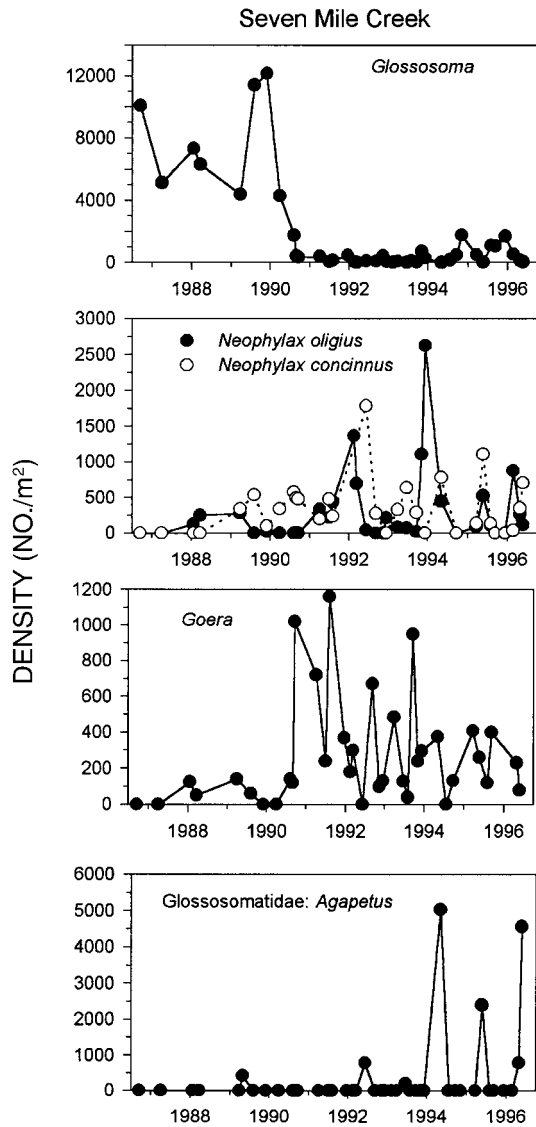 Seven Mile Creek
DENSITY (NO./m²)
Glossosoma
12000
8000
4000
0
1988 1990 1992 1994 1996
3000
2500
2000
1500
1000
500
0
Neophylax oligius
Neophylax concinnus
1988 1990 1992 1994 1996
1200
1000
800
600
400
200
0
Goera
1988 1990 1992 1994 1996
6000
5000
4000
3000
2000
1000
0
Glossosomatidae: Agapetus
1988 1990 1992 1994 1996